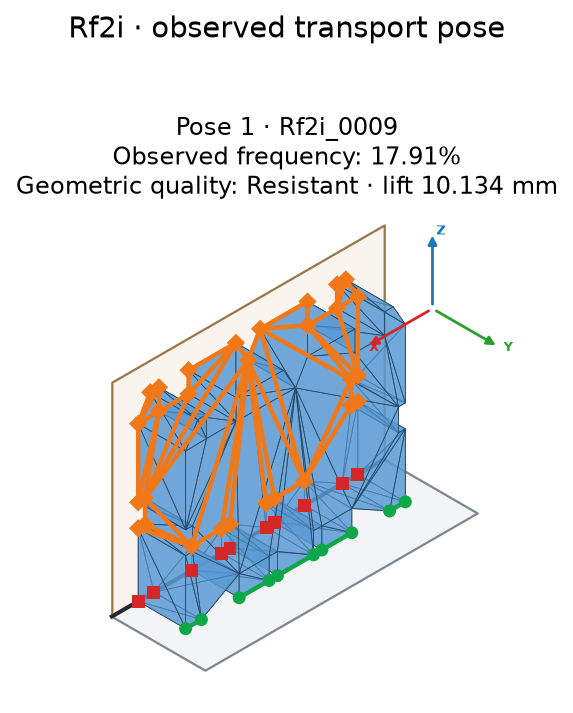 Rf2i · observed transport pose
Pose 1 · Rf2i_0009
Observed frequency: 17.91%
Geometric quality: Resistant · lift 10.134 mm
Z
X
Y